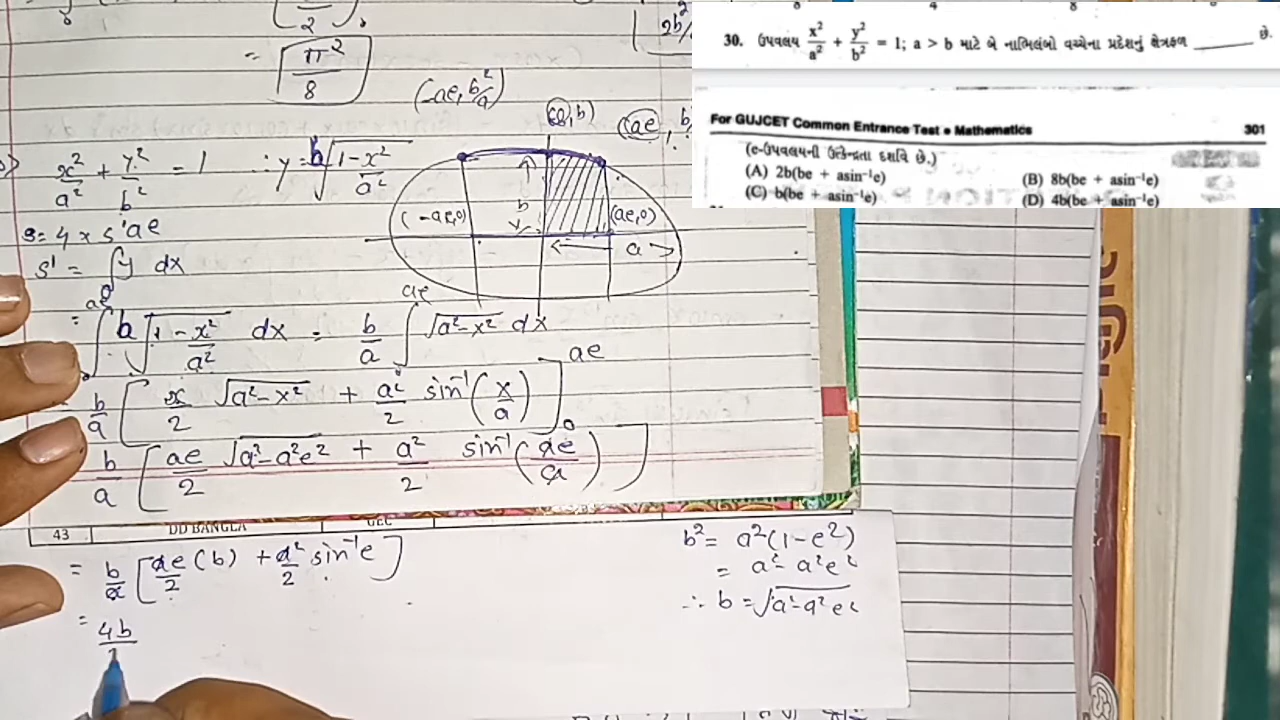 = π²/8
2b²/
30. ઉપવલય x²/a² + y²/b² = 1; a > b માટે બે નાભિલંબો વચ્ચેના પ્રદેશનું ક્ષેત્રફળ ______ છે.
For GUJCET Common Entrance Test • Mathematics 301
(e-ઉપવલયની ઉત્કેન્દ્રતા દર્શાવે છે.)
(A) 2b(be + asin⁻¹e) (B) 8b(be + asin⁻¹e)
(C) b(be + asin⁻¹e) (D) 4b(be + asin⁻¹e)
(-ae, b²/a)
(0, b)
(ae, b
x²/a² + y²/b² = 1 ∴ y = b√(1-x²/a²)
(-ae,0) b (ae,0)
a
S = 4 × s'
s' = ∫₀^ae y dx
= ∫₀^ae b√(1-x²/a²) dx = b/a ∫^ae √(a²-x²) dx
b/a [ x/2 √(a²-x²) + a²/2 sin⁻¹(x/a) ]₀^ae
b/a [ ae/2 √(a²-a²e²) + a²/2 sin⁻¹(ae/a) ]
43 DD BANGLA GEC
= b/a [ ae/2 (b) + a²/2 sin⁻¹e ]
= 4b
b² = a²(1-e²)
= a²-a²e²
∴ b = √(a²-a²e²)